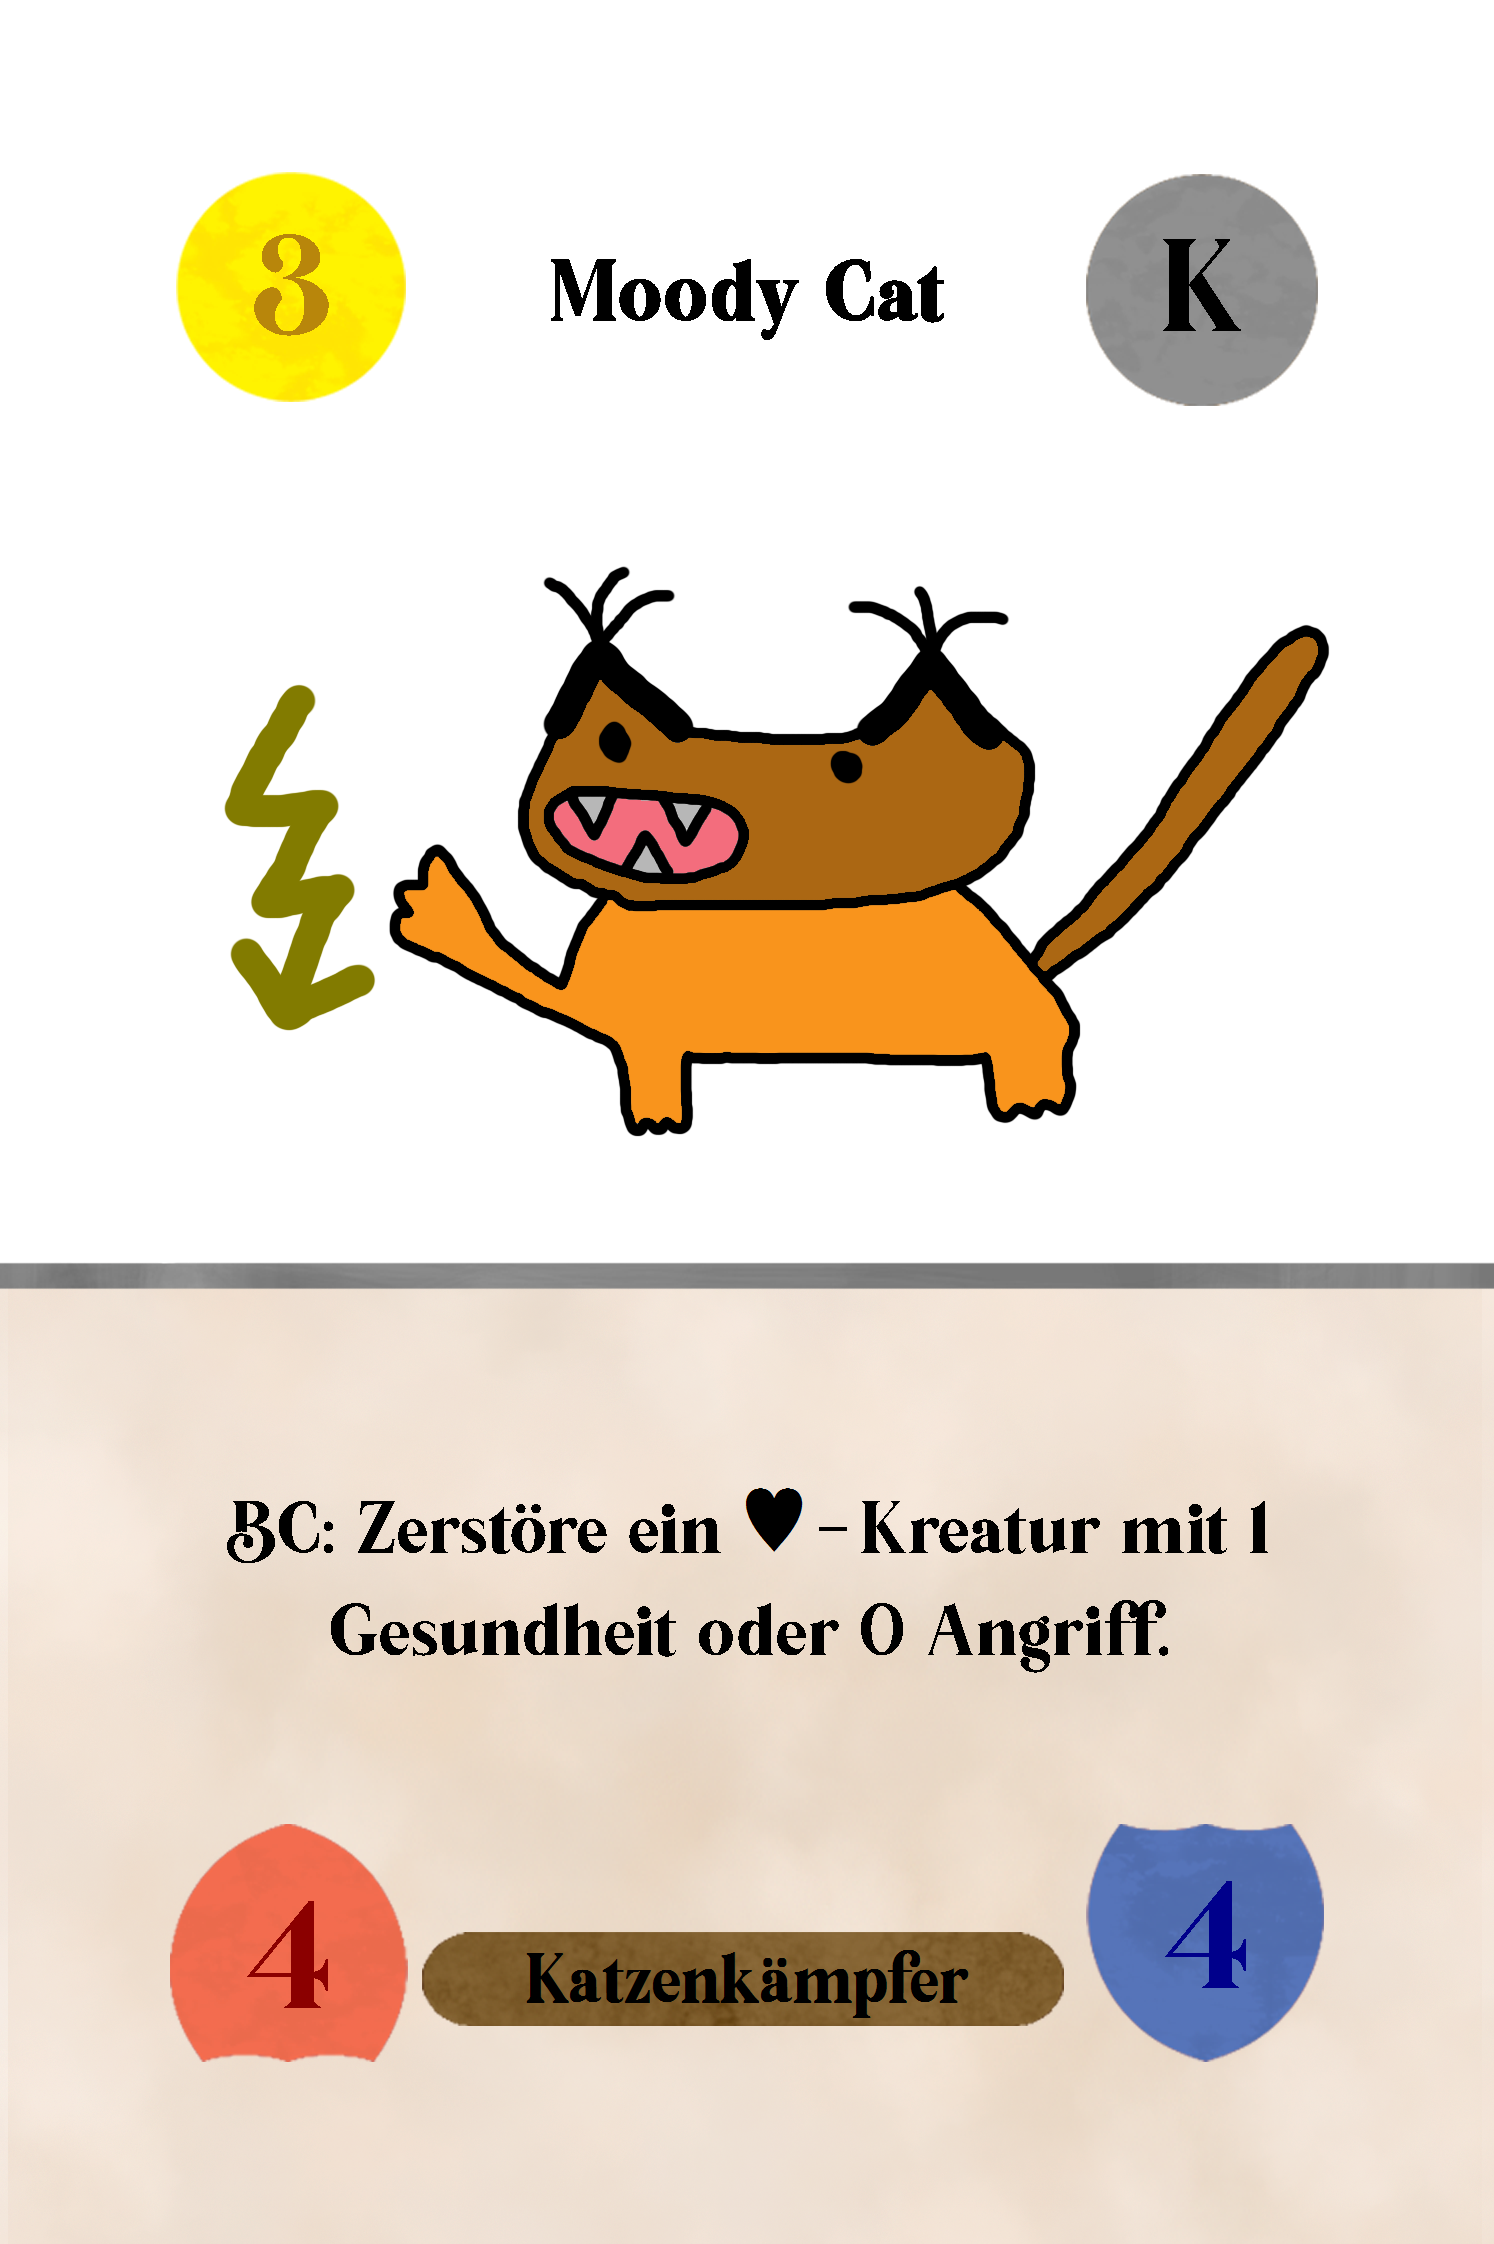 3 Moody Cat K
BC: Zerstöre ein ♥ – Kreatur mit 1
Gesundheit oder 0 Angriff.
4 Katzenkämpfer 4